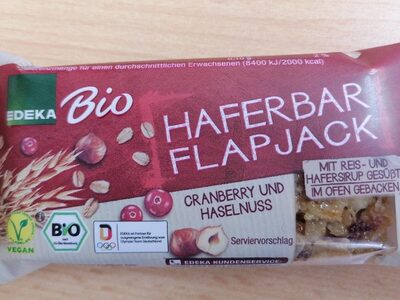 für einen durchschnittlichen Erwachsenen (8400 kJ/2000 kcal)
EDEKA
Bio
HAFERBAR
FLAPJACK
CRANBERRY UND
HASELNUSS
MIT REIS- UND
HAFERSIRUP GESÜßT
IM OFEN GEBACKEN
VEGAN
BIO
D
Serviervorschlag
EDEKA KUNDENSERVICE